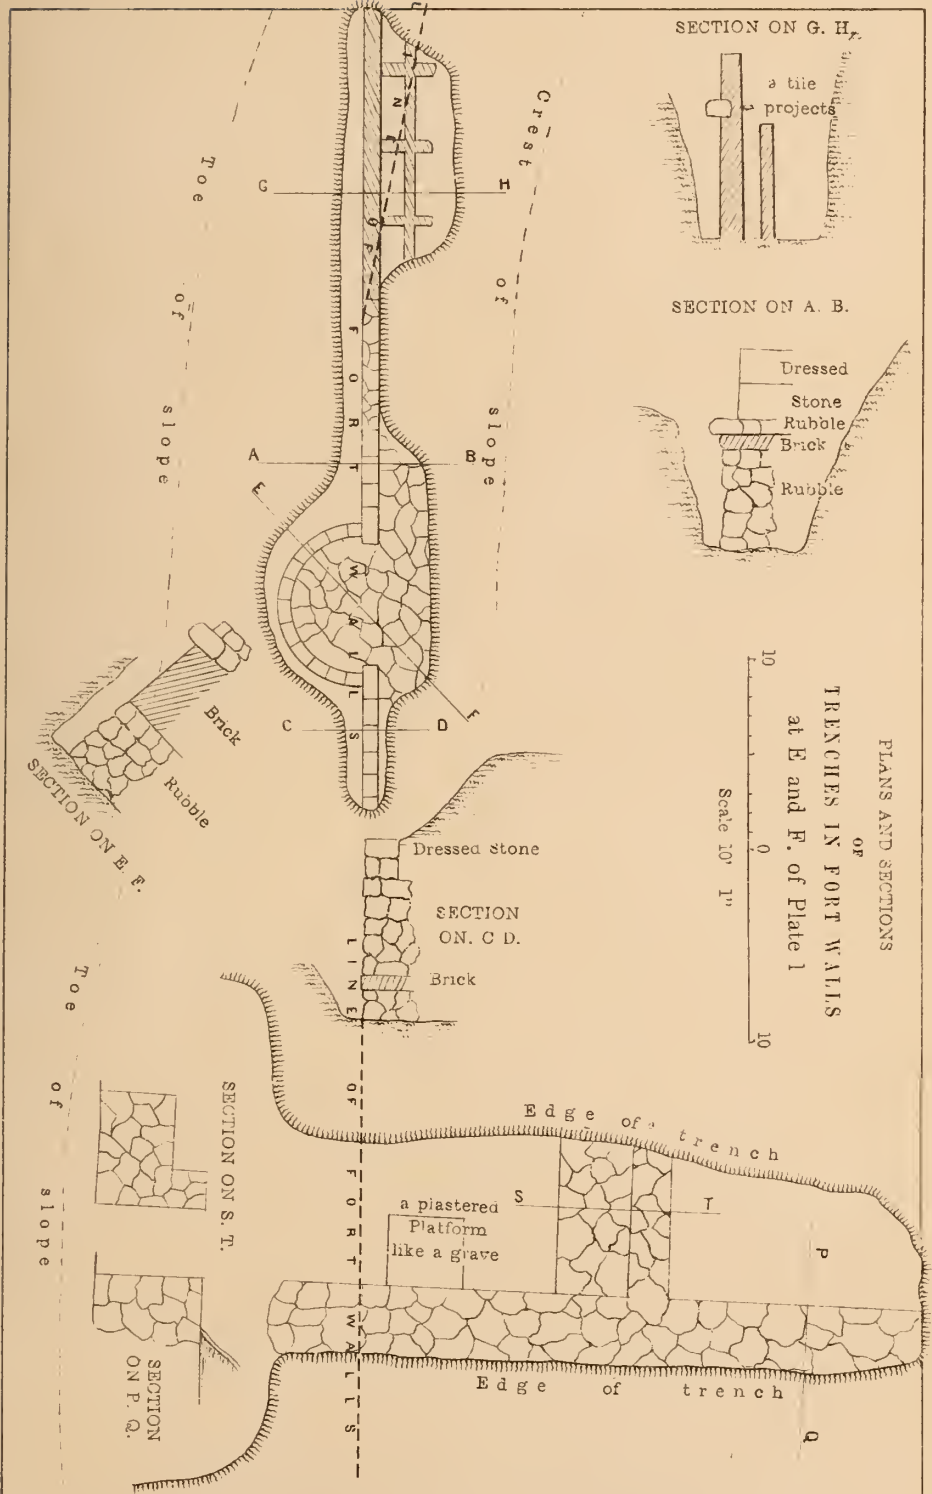 PLANS AND SECTIONS
OF
TRENCHES IN FORT WALLS
at E and F. of Plate 1
Scale 10' 1"
10 0 10
SECTION ON G. H.
a tile
projects
SECTION ON A. B.
Dressed
Stone
Rubble
Brick
Rubble
Crest of slope
Toe of slope
G H
A B
E F
C D
LINE OF FORT WALLS
Brick
Rubble
SECTION ON E. F.
Dressed Stone
SECTION
ON. C D.
Brick
LINE OF FORT WALLS
Toe of slope
SECTION ON S. T.
SECTION
ON P. Q.
Edge of trench
S T
P
a plastered
Platform
like a grave
Edge of trench
Q